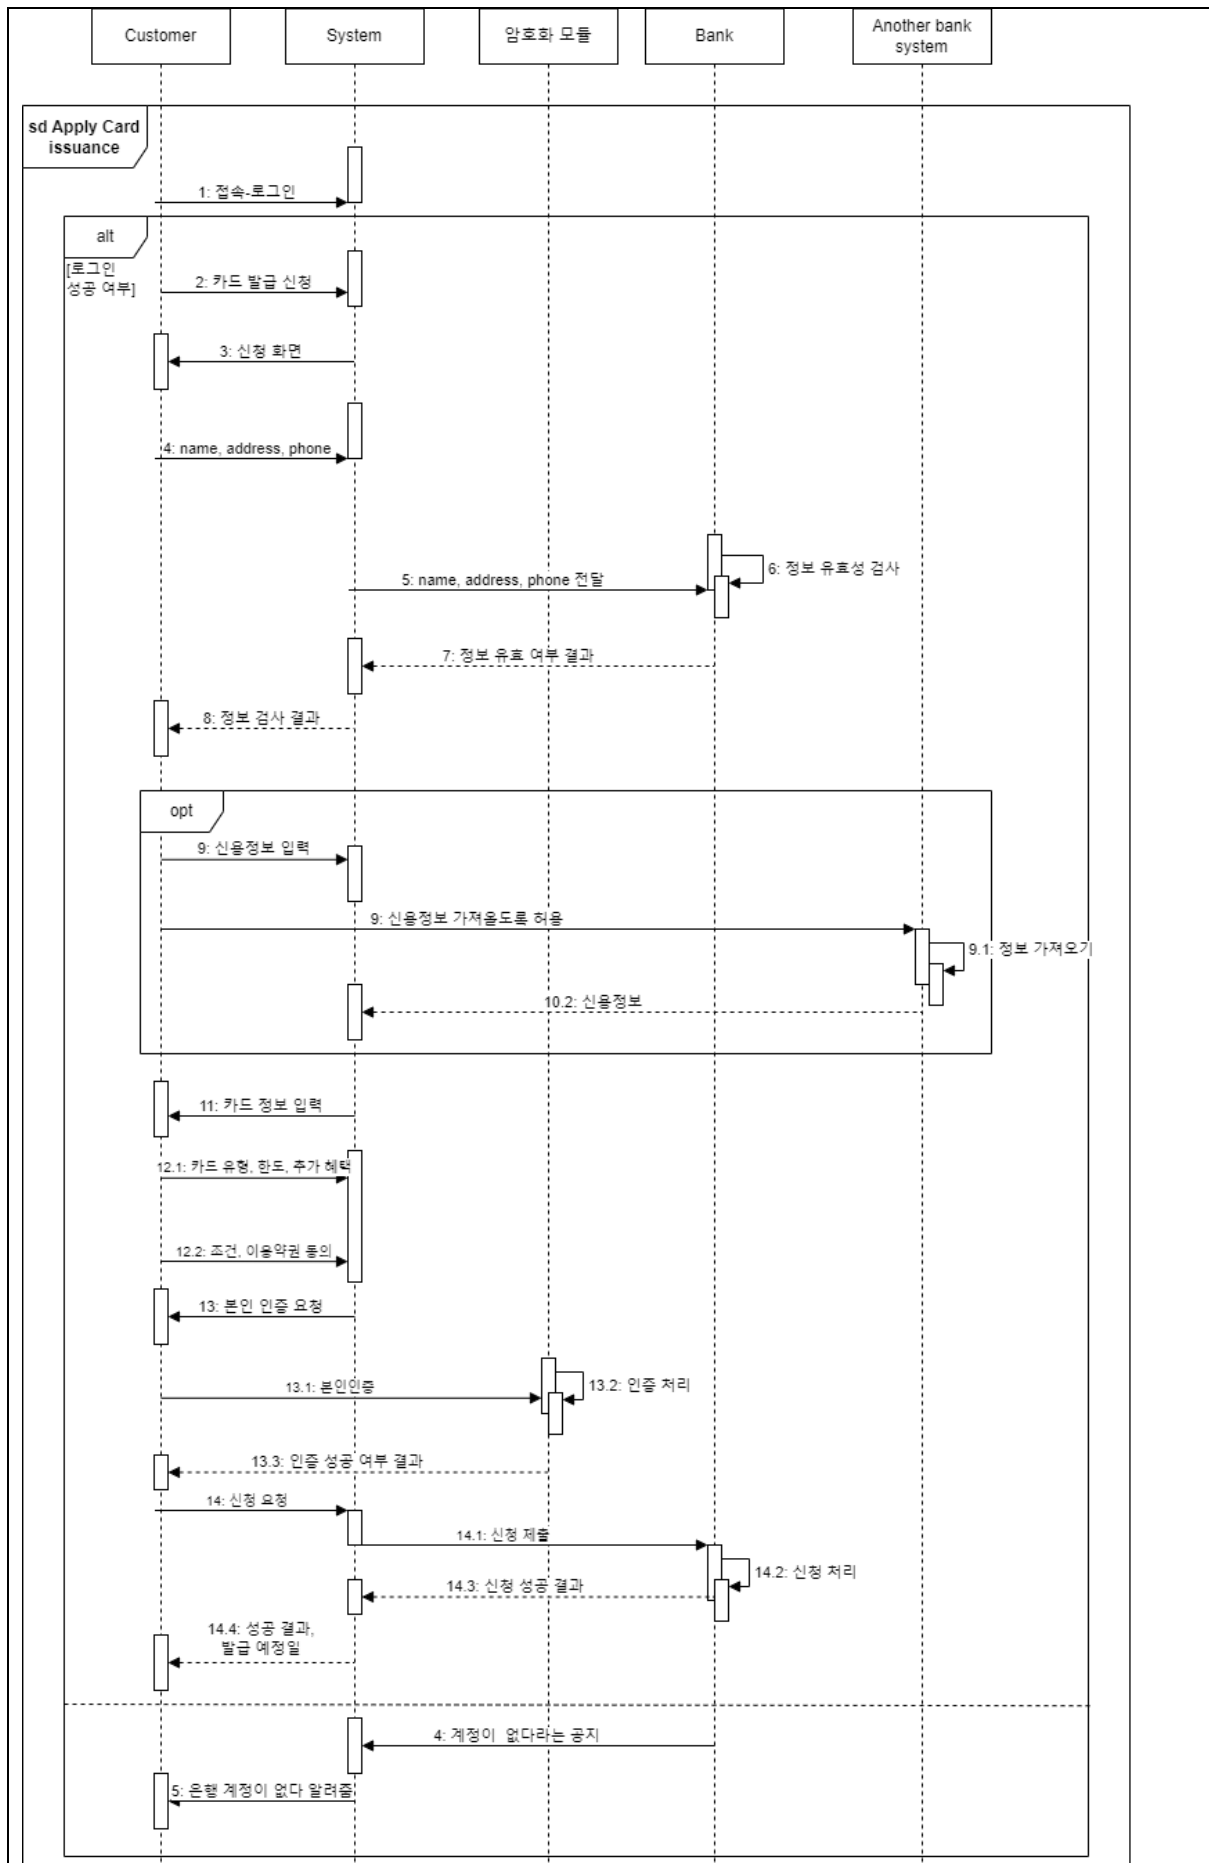 Customer
System
암호화 모듈
Bank
Another bank
system
sd Apply Card
issuance
1: 접속-로그인
alt
[로그인
성공 여부]
2: 카드 발급 신청
3: 신청 화면
4: name, address, phone
5: name, address, phone 전달
6: 정보 유효성 검사
7: 정보 유효 여부 결과
8: 정보 검사 결과
opt
9: 신용정보 입력
9: 신용정보 가져올도록 허용
9.1: 정보 가져오기
10.2: 신용정보
11: 카드 정보 입력
12.1: 카드 유형, 한도, 추가 혜택
12.2: 조건, 이용약관 동의
13: 본인 인증 요청
13.1: 본인인증
13.2: 인증 처리
13.3: 인증 성공 여부 결과
14: 신청 요청
14.1: 신청 제출
14.2: 신청 처리
14.3: 신청 성공 결과
14.4: 성공 결과,
발급 예정일
4: 계정이 없다라는 공지
5: 은행 계정이 없다 알려줌